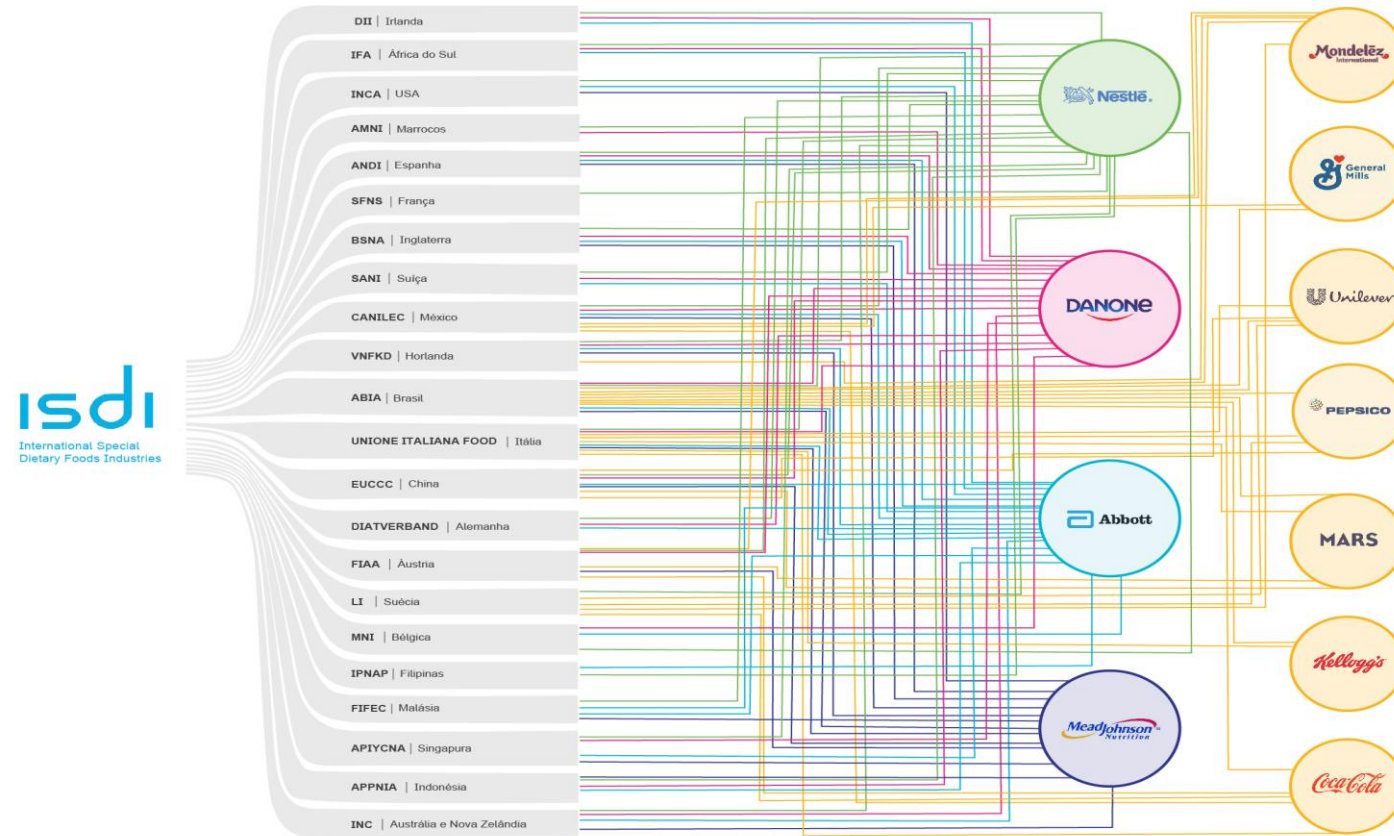 isdi
International Special
Dietary Foods Industries
DII | Irlanda
IFA | África do Sul
INCA | USA
AMNI | Marrocos
ANDI | Espanha
SFNS | França
BSNA | Inglaterra
SANI | Suíça
CANILEC | México
VNFKD | Horlanda
ABIA | Brasil
UNIONE ITALIANA FOOD | Itália
EUCCC | China
DIATVERBAND | Alemanha
FIAA | Áustria
LI | Suécia
MNI | Bélgica
IPNAP | Filipinas
FIFEC | Malásia
APIYCNA | Singapura
APPNIA | Indonésia
INC | Austrália e Nova Zelândia
Nestlé®
DANONE
Abbott
MeadJohnson™
Nutrition
Mondelēz
International
General
Mills
Unilever
PEPSICO
MARS
Kellogg's
Coca-Cola